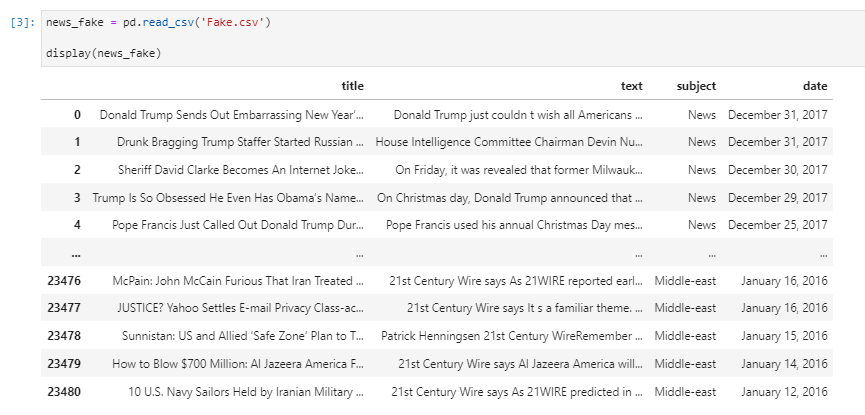 [3]: news_fake = pd.read_csv('Fake.csv')
display(news_fake)
title text subject date
0 Donald Trump Sends Out Embarrassing New Year'... Donald Trump just couldn t wish all Americans ... News December 31, 2017
1 Drunk Bragging Trump Staffer Started Russian ... House Intelligence Committee Chairman Devin Nu... News December 31, 2017
2 Sheriff David Clarke Becomes An Internet Joke... On Friday, it was revealed that former Milwauk... News December 30, 2017
3 Trump Is So Obsessed He Even Has Obama's Name... On Christmas day, Donald Trump announced that ... News December 29, 2017
4 Pope Francis Just Called Out Donald Trump Dur... Pope Francis used his annual Christmas Day mes... News December 25, 2017
... ... ... ... ...
23476 McPain: John McCain Furious That Iran Treated ... 21st Century Wire says As 21WIRE reported earl... Middle-east January 16, 2016
23477 JUSTICE? Yahoo Settles E-mail Privacy Class-ac... 21st Century Wire says It s a familiar theme. ... Middle-east January 16, 2016
23478 Sunnistan: US and Allied 'Safe Zone' Plan to T... Patrick Henningsen 21st Century WireRemember ... Middle-east January 15, 2016
23479 How to Blow $700 Million: Al Jazeera America F... 21st Century Wire says Al Jazeera America will... Middle-east January 14, 2016
23480 10 U.S. Navy Sailors Held by Iranian Military ... 21st Century Wire says As 21WIRE predicted in ... Middle-east January 12, 2016